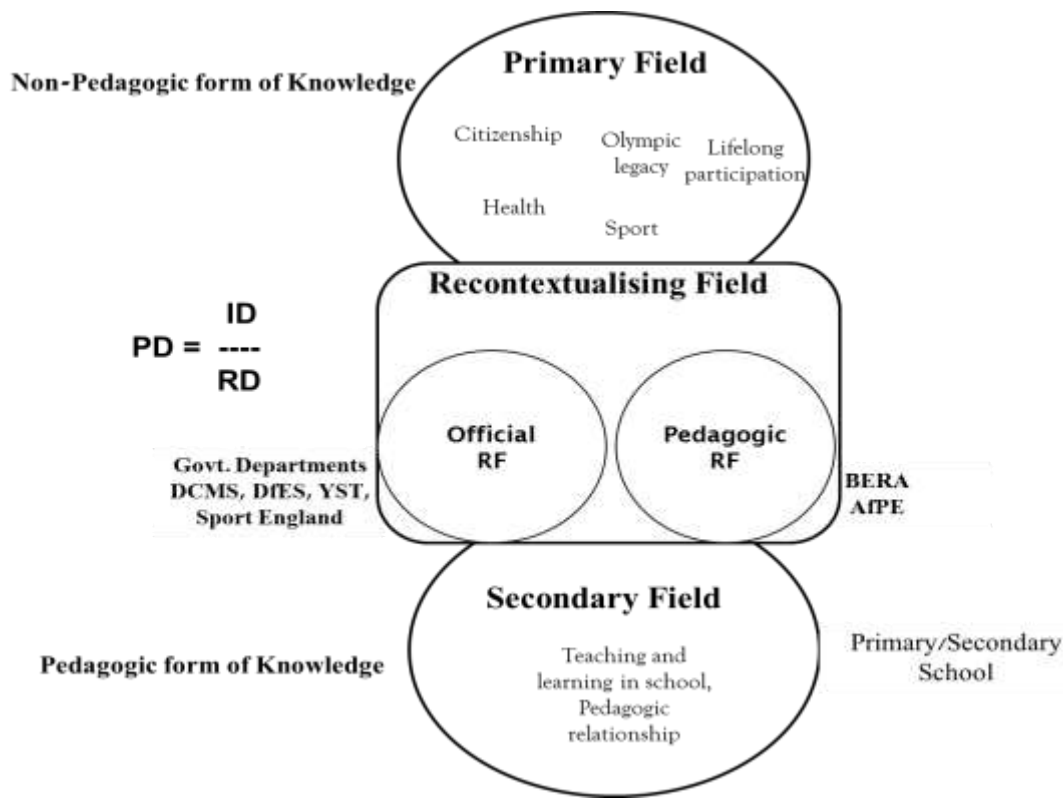 Primary Field
Non-Pedagogic form of Knowledge
Citizenship
Olympic
legacy
Lifelong
participation
Health
Sport
Recontextualising Field
ID
PD = ----
RD
Official
RF
Pedagogic
RF
Govt. Departments
DCMS, DfES, YST,
Sport England
BERA
AfPE
Secondary Field
Pedagogic form of Knowledge
Teaching and
learning in school,
Pedagogic
relationship
Primary/Secondary
School